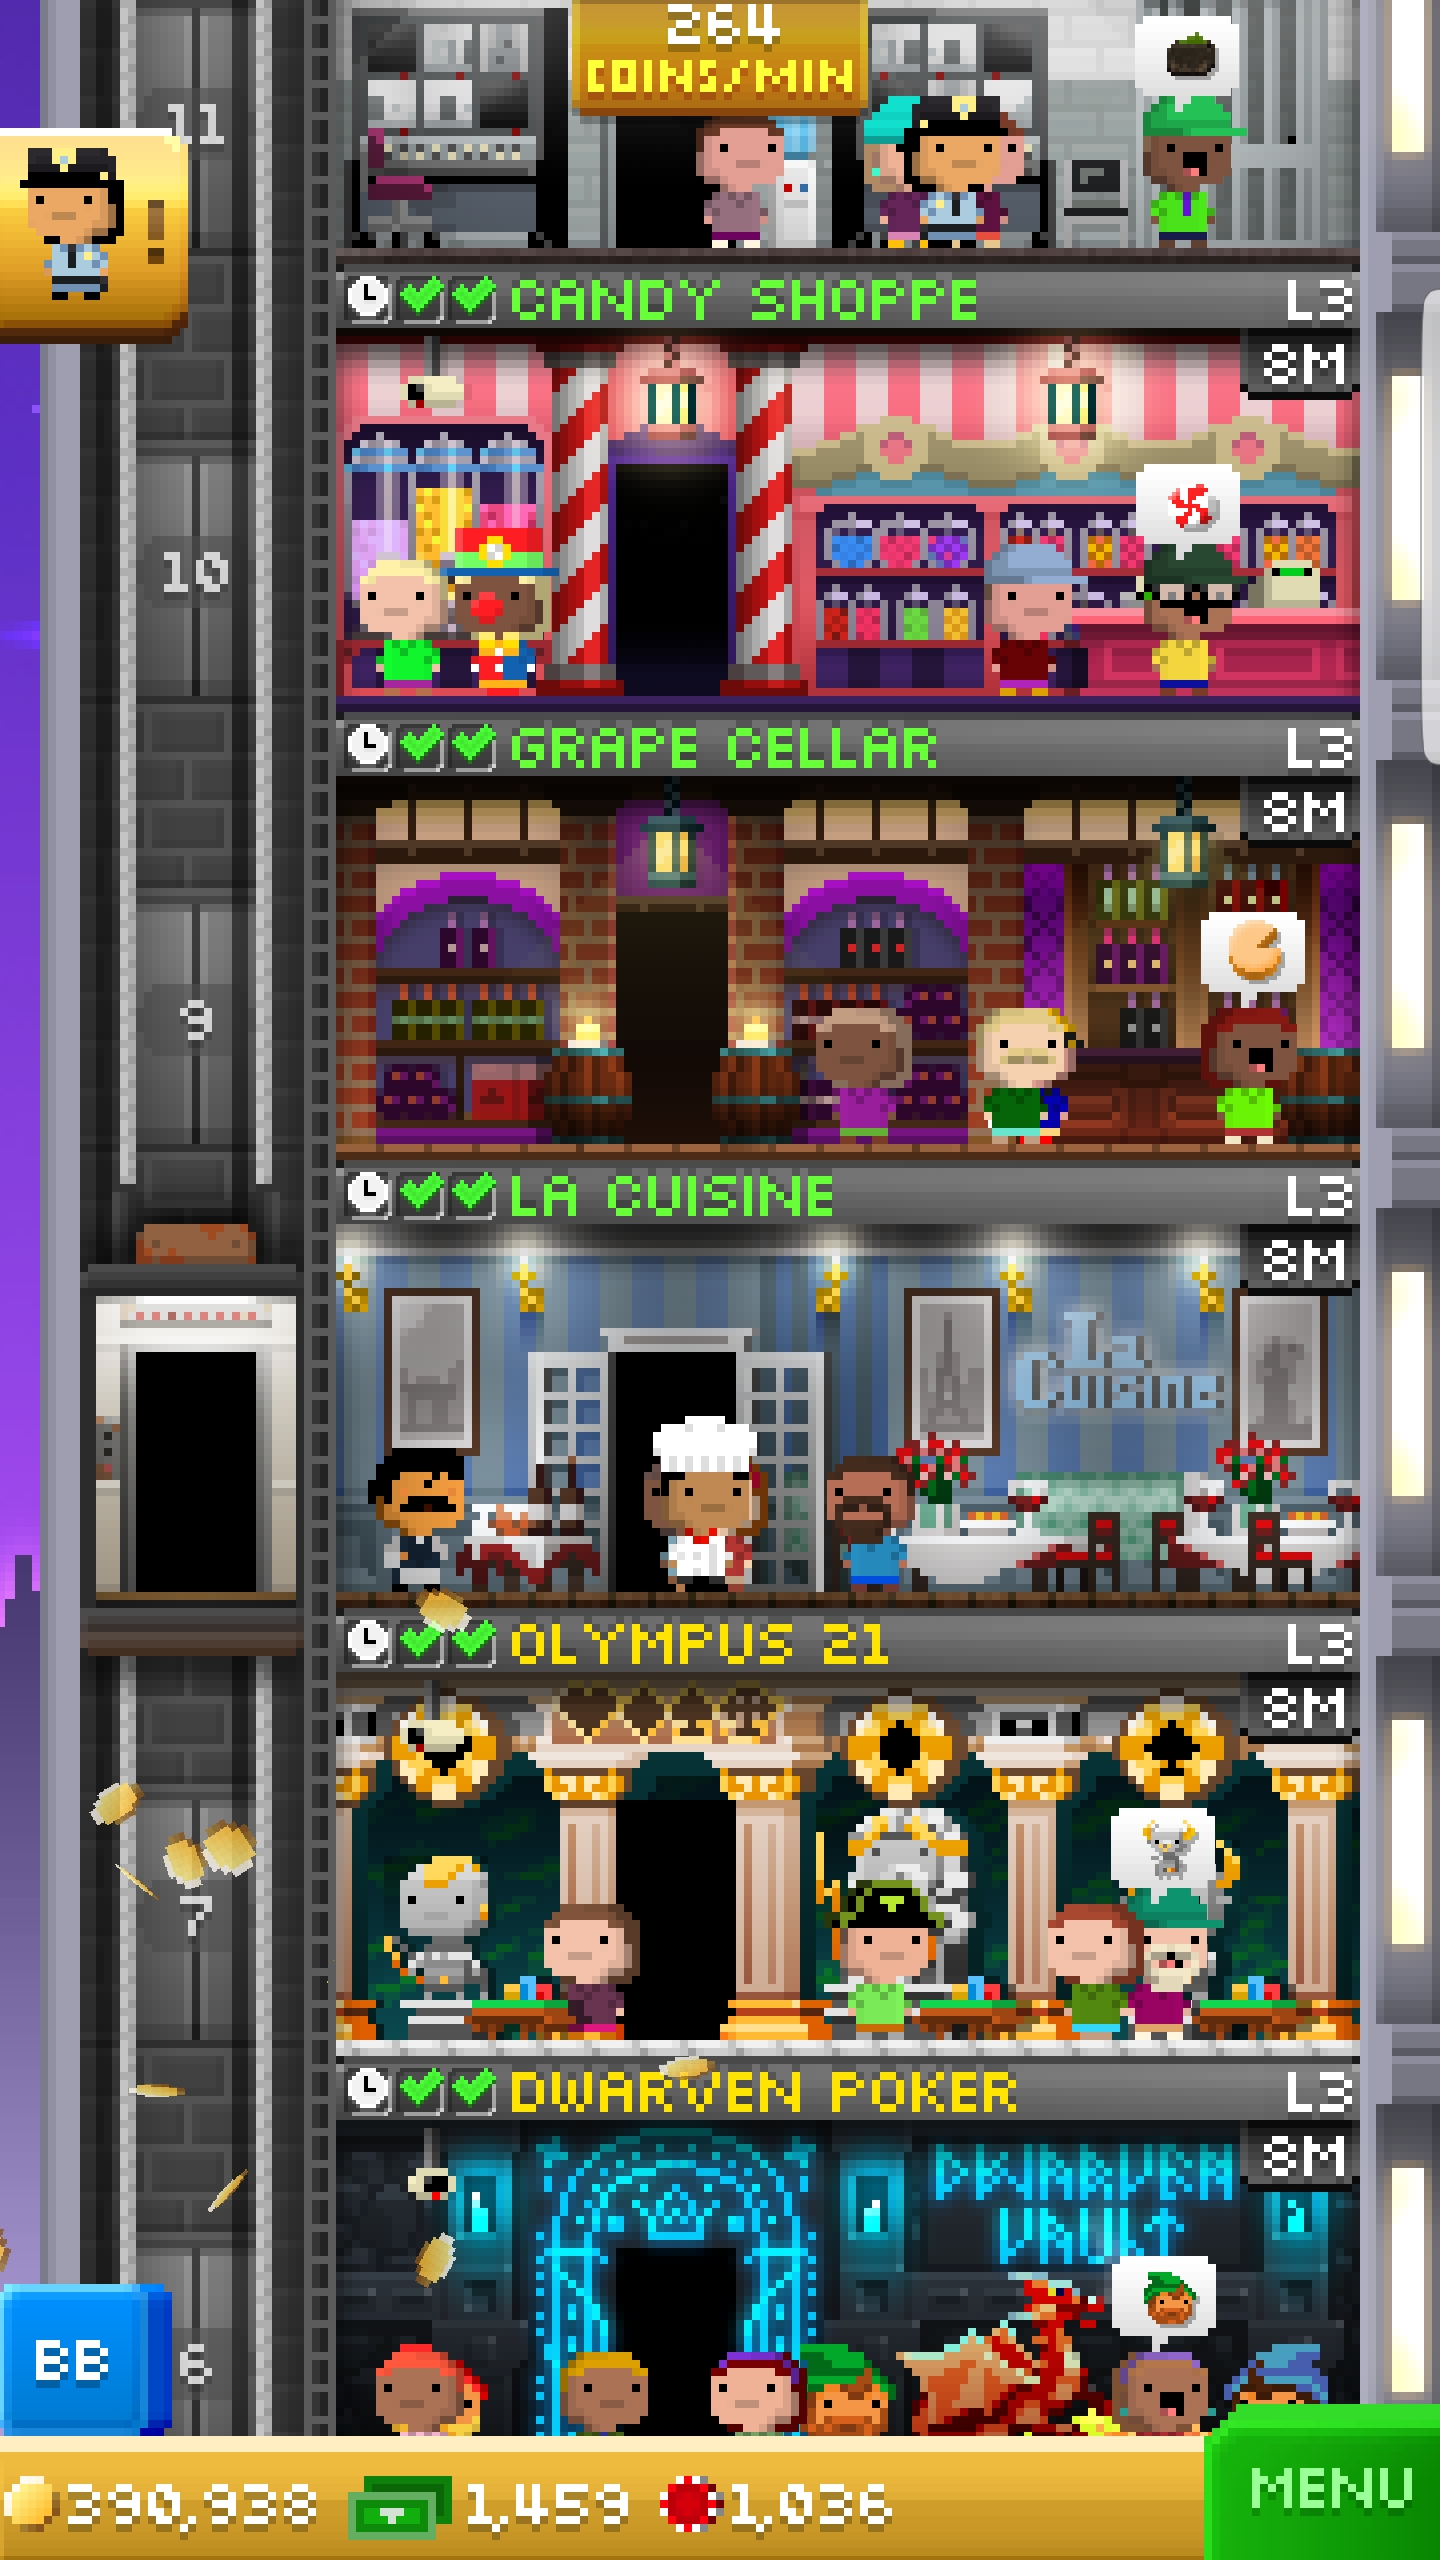 264
COINS/MIN
11
!
CANDY SHOPPE L3
8M
10
GRAPE CELLAR L3
8M
9
LA CUISINE L3
8M
La
Cuisine
OLYMPUS 21 L3
8M
7
DWARVEN POKER L3
8M
DWARVEN
VAULT
BB
6
390,938 1,459 1,036
MENU